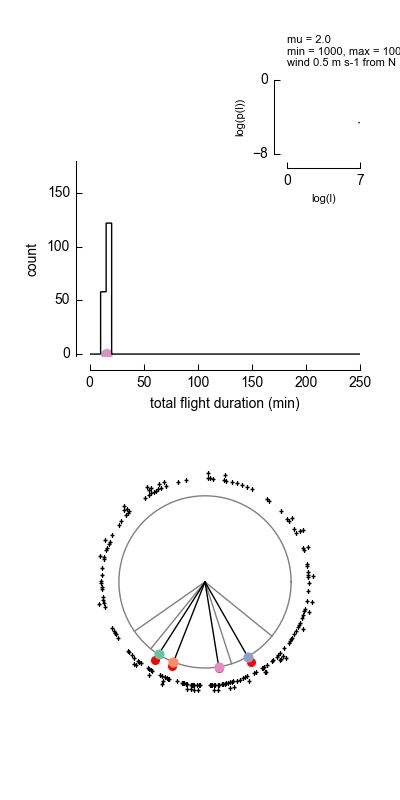 mu = 2.0
min = 1000, max = 100
wind 0.5 m s-1 from N
0
log(p(l))
−8
0
7
log(l)
150
100
count
50
0
0
50
100
150
200
250
total flight duration (min)